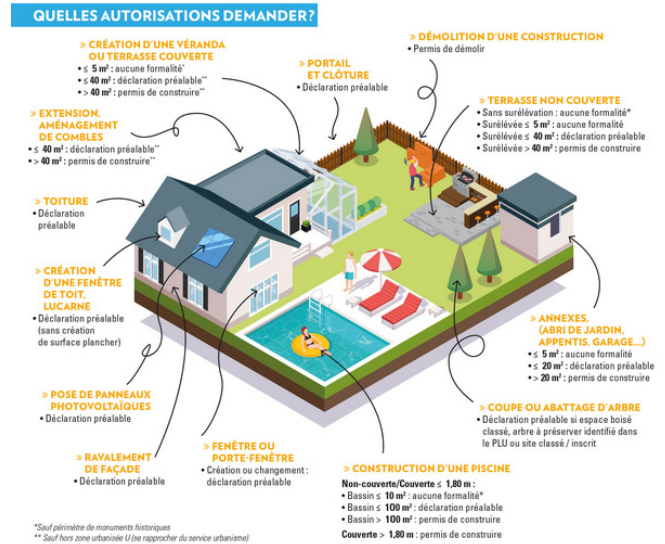 QUELLES AUTORISATIONS DEMANDER?
» CRÉATION D'UNE VÉRANDA
OU TERRASSE COUVERTE
• ≤ 5 m² : aucune formalité*
• ≤ 40 m² : déclaration préalable**
• > 40 m² : permis de construire**
» PORTAIL
ET CLÔTURE
• Déclaration préalable
» DÉMOLITION D'UNE CONSTRUCTION
• Permis de démolir
» TERRASSE NON COUVERTE
• Sans surélévation : aucune formalité*
• Surélévée ≤ 5 m² : aucune formalité
• Surélévée ≤ 40 m² : déclaration préalable
• Surélévée > 40 m² : permis de construire
» EXTENSION,
AMÉNAGEMENT
DE COMBLES
• ≤ 40 m² : déclaration préalable**
• > 40 m² : permis de construire**
» TOITURE
• Déclaration
préalable
» CRÉATION
D'UNE FENÊTRE
DE TOIT,
LUCARNE
• Déclaration préalable
(sans création
de surface plancher)
» ANNEXES,
(ABRI DE JARDIN,
APPENTIS, GARAGE...)
• ≤ 5 m² : aucune formalité
• ≤ 20 m² : déclaration préalable
• > 20 m² : permis de construire
» POSE DE PANNEAUX
PHOTOVOLTAÏQUES
• Déclaration préalable
» COUPE OU ABATTAGE D'ARBRE
• Déclaration préalable si espace boisé
classé, arbre à préserver identifié dans
le PLU ou site classé / inscrit
» RAVALEMENT
DE FAÇADE
• Déclaration préalable
» FENÊTRE OU
PORTE-FENÊTRE
• Création ou changement :
déclaration préalable
» CONSTRUCTION D'UNE PISCINE
Non-couverte/Couverte ≤ 1,80 m :
• Bassin ≤ 10 m² : aucune formalité*
• Bassin ≤ 100 m² : déclaration préalable
• Bassin > 100 m² : permis de construire
Couverte > 1,80 m : permis de construire
*Sauf périmètre de monuments historiques
** Sauf hors zone urbanisée U (se rapprocher du service urbanisme)